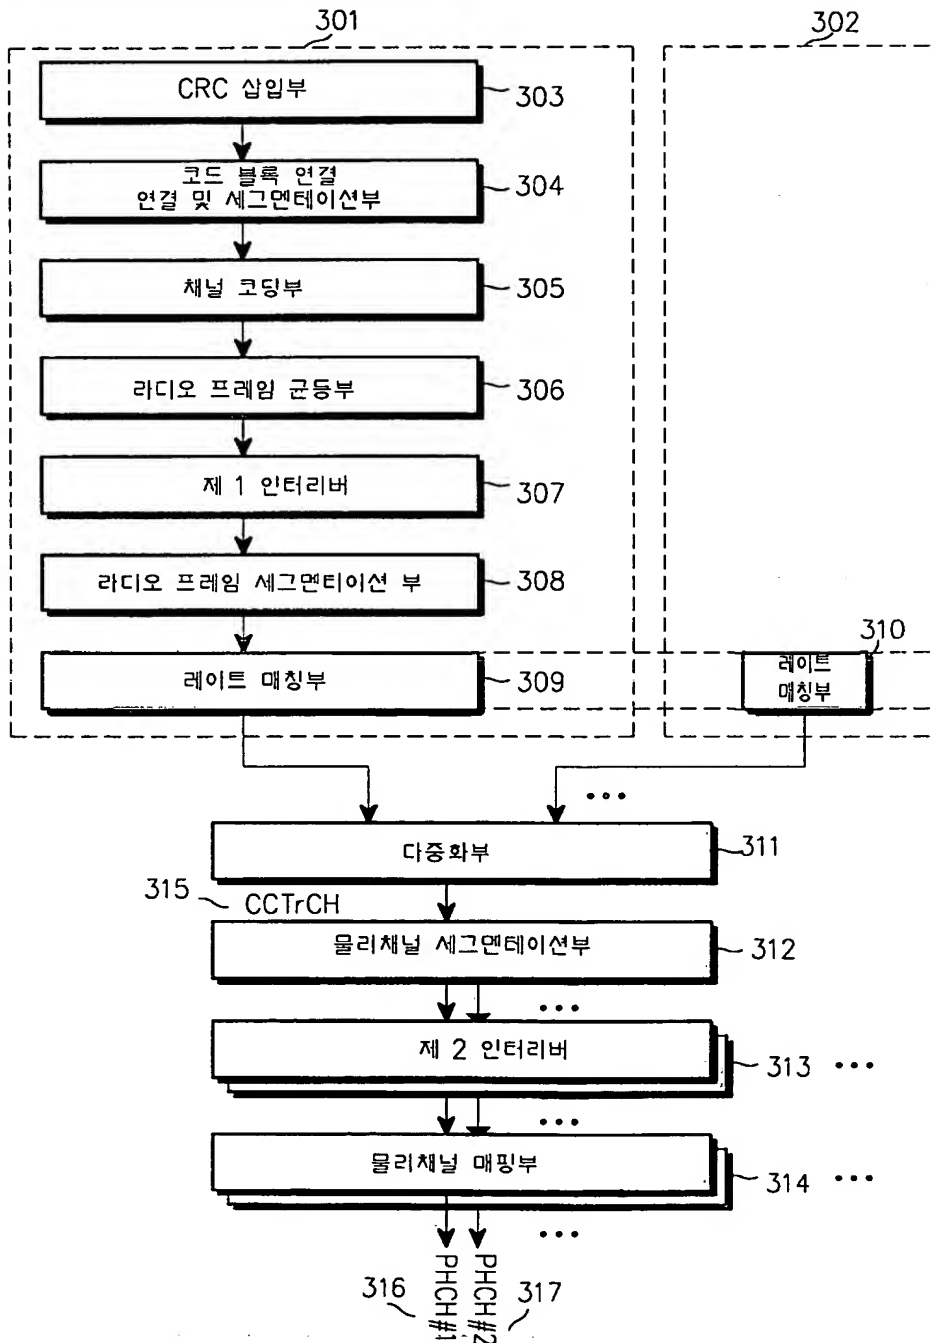 301
302
CRC 삽입부
303
코드 블록 연결
연결 및 세그멘테이션부
304
채널 코딩부
305
라디오 프레임 균등부
306
제 1 인터리버
307
라디오 프레임 세그멘티이션 부
308
레이트 매칭부
309
310
레이트
매칭부
다중화부
311
315
CCTrCH
물리채널 세그멘테이션부
312
제 2 인터리버
313
물리채널 매핑부
314
316
PHCH#1
PHCH#2
317